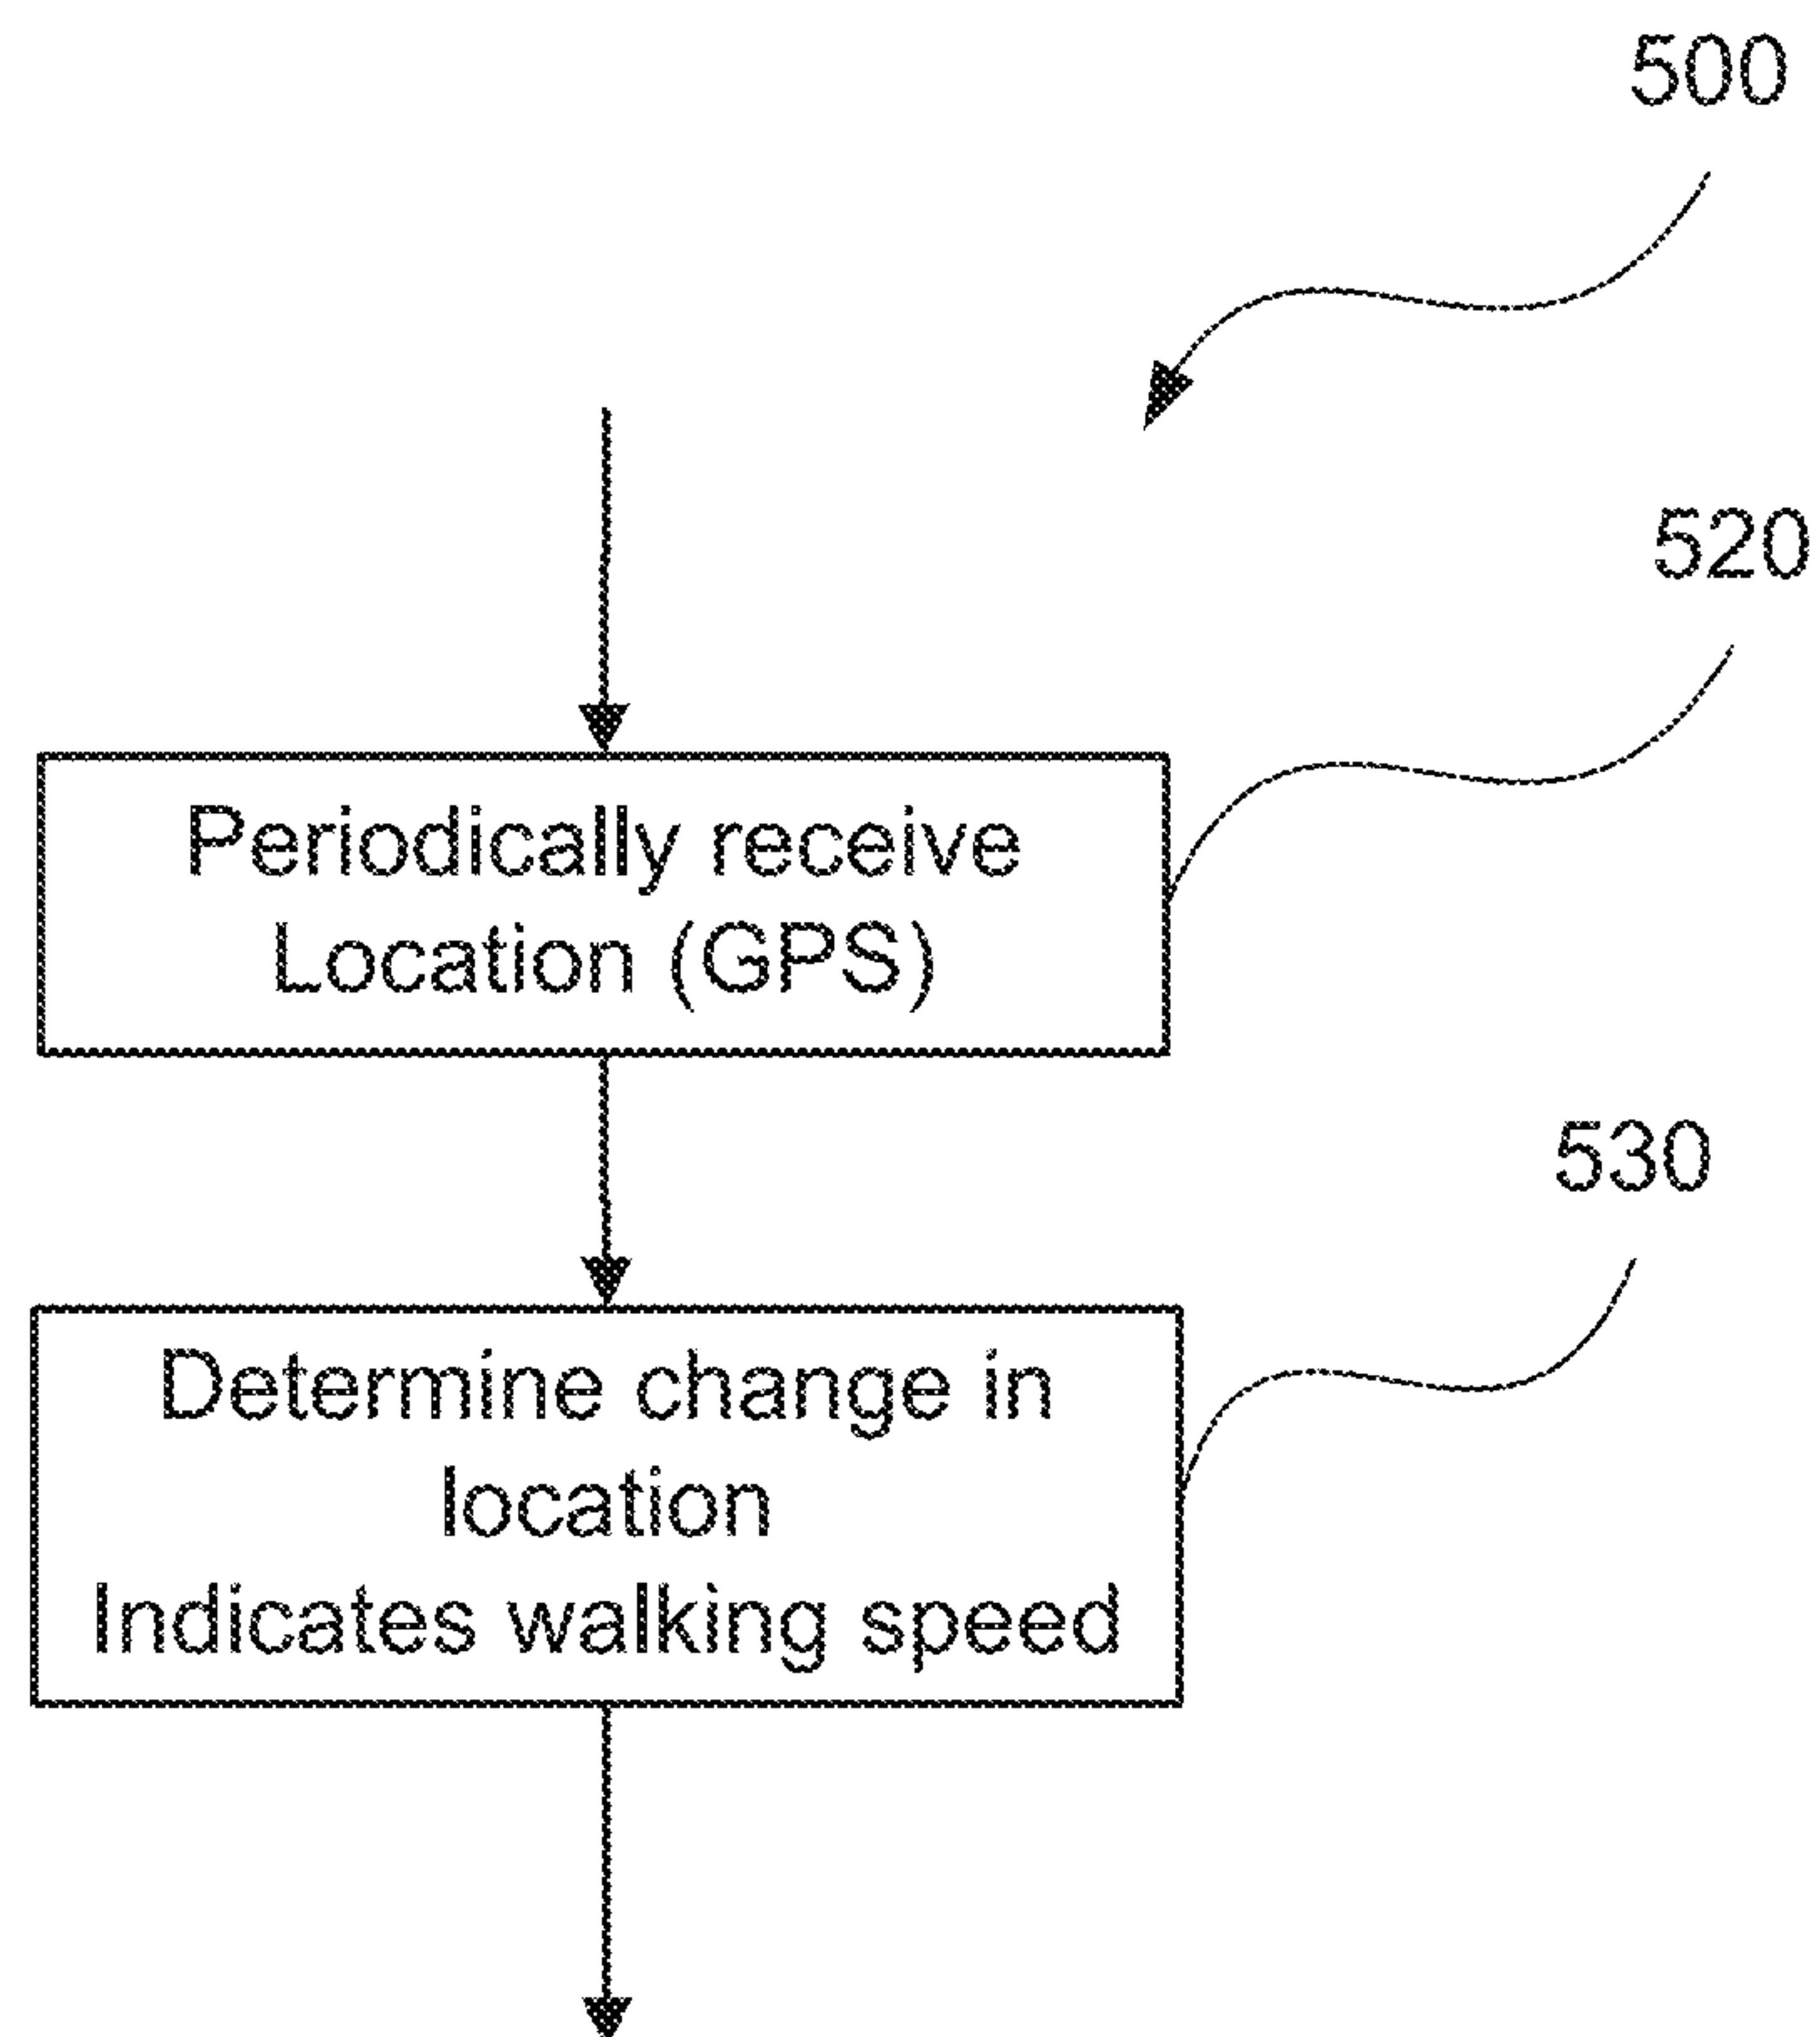 500
520
Periodically receive
Location (GPS)
530
Determine change in
location
Indicates walking speed